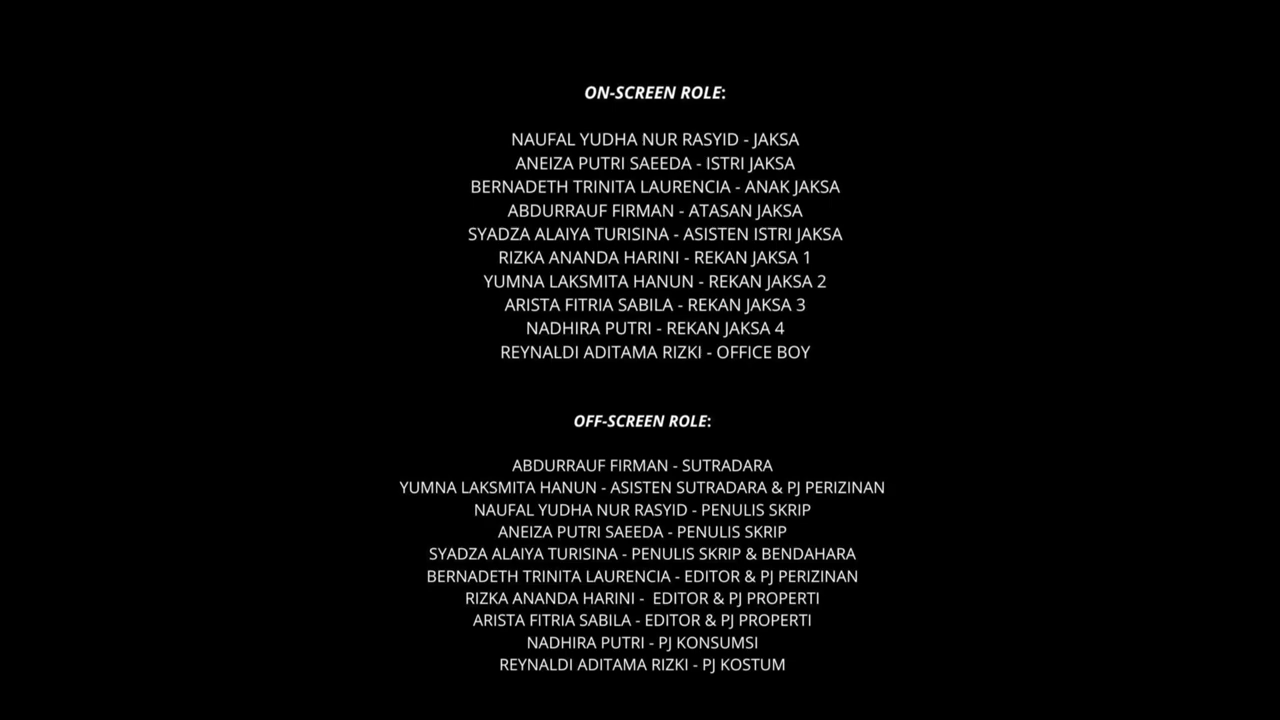 ON-SCREEN ROLE:
NAUFAL YUDHA NUR RASYID - JAKSA
ANEIZA PUTRI SAEEDA - ISTRI JAKSA
BERNADETH TRINITA LAURENCIA - ANAK JAKSA
ABDURRAUF FIRMAN - ATASAN JAKSA
SYADZA ALAIYA TURISINA - ASISTEN ISTRI JAKSA
RIZKA ANANDA HARINI - REKAN JAKSA 1
YUMNA LAKSMITA HANUN - REKAN JAKSA 2
ARISTA FITRIA SABILA - REKAN JAKSA 3
NADHIRA PUTRI - REKAN JAKSA 4
REYNALDI ADITAMA RIZKI - OFFICE BOY
OFF-SCREEN ROLE:
ABDURRAUF FIRMAN - SUTRADARA
YUMNA LAKSMITA HANUN - ASISTEN SUTRADARA & PJ PERIZINAN
NAUFAL YUDHA NUR RASYID - PENULIS SKRIP
ANEIZA PUTRI SAEEDA - PENULIS SKRIP
SYADZA ALAIYA TURISINA - PENULIS SKRIP & BENDAHARA
BERNADETH TRINITA LAURENCIA - EDITOR & PJ PERIZINAN
RIZKA ANANDA HARINI -  EDITOR & PJ PROPERTI
ARISTA FITRIA SABILA - EDITOR & PJ PROPERTI
NADHIRA PUTRI - PJ KONSUMSI
REYNALDI ADITAMA RIZKI - PJ KOSTUM